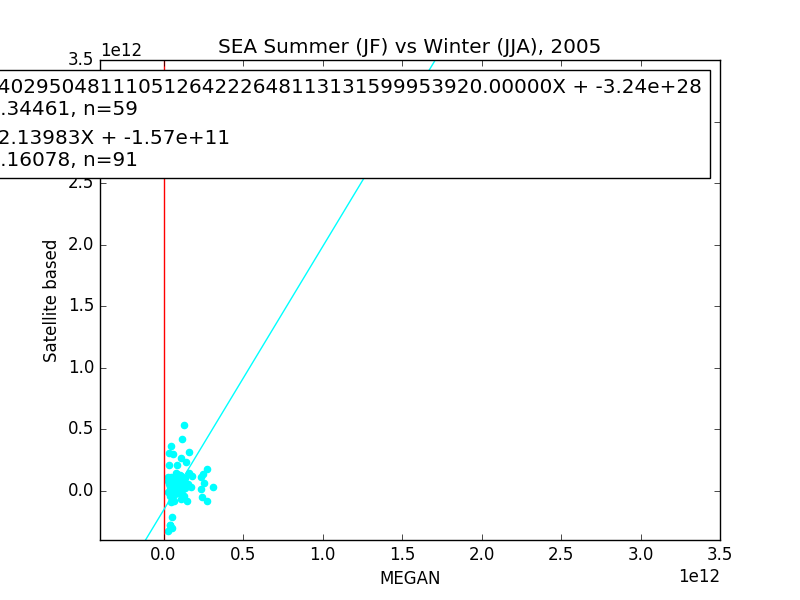 SEA Summer (JF) vs Winter (JJA), 2005
1e12
3.5
40295048111051264222648113131599953920.00000X + -3.24e+28
.34461, n=59
2.13983X + -1.57e+11
.16078, n=91
2.5
2.0
1.5
1.0
0.5
0.0
Satellite based
0.0 0.5 1.0 1.5 2.0 2.5 3.0 3.5
MEGAN
1e12